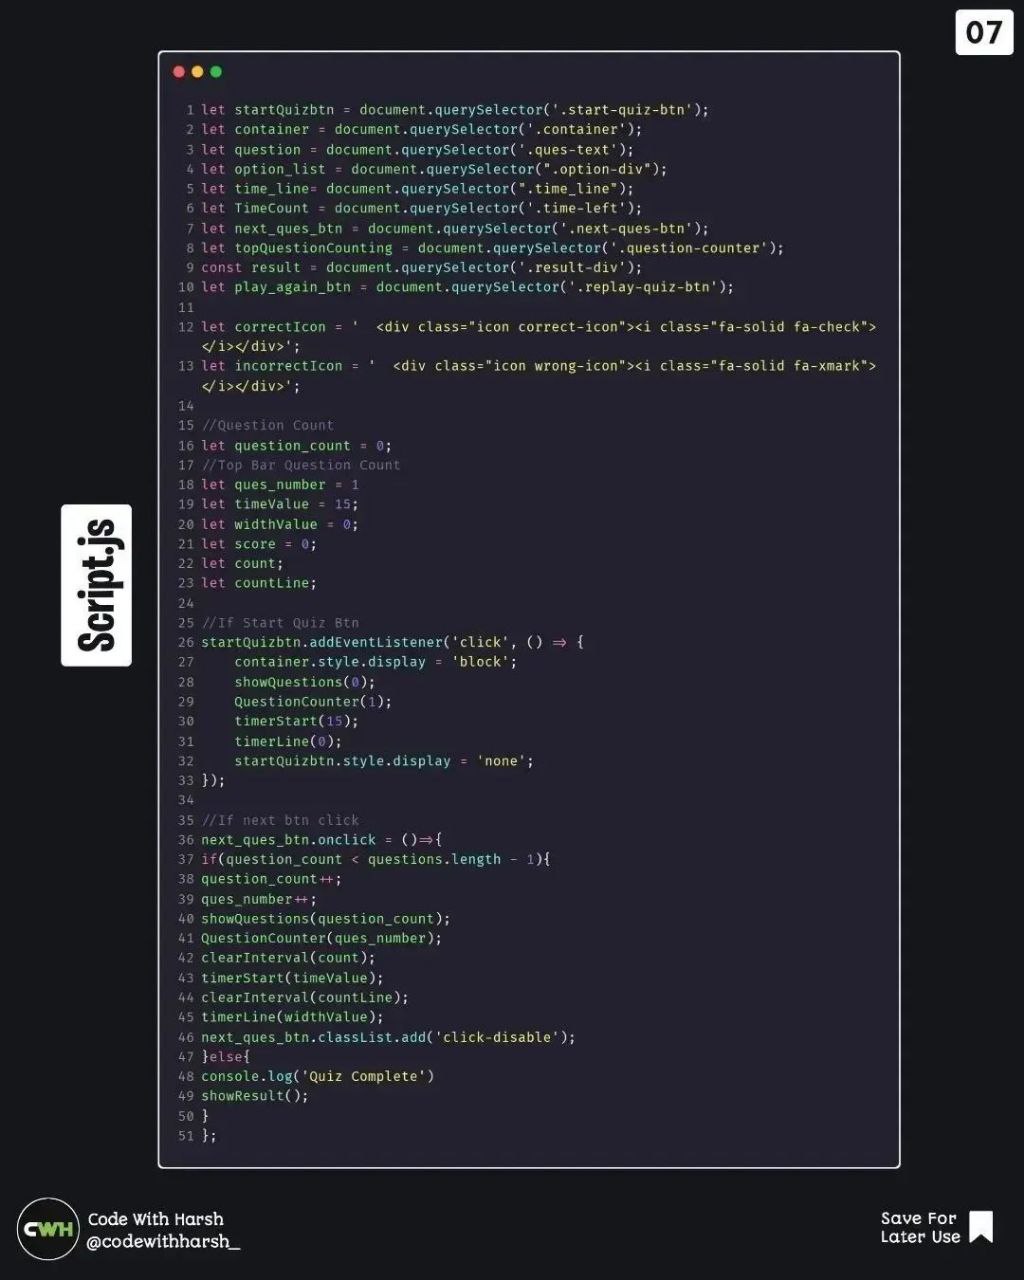 07
1 let startQuizbtn = document.querySelector('.start-quiz-btn');
2 let container = document.querySelector('.container');
3 let question = document.querySelector('.ques-text');
4 let option_list = document.querySelector(".option-div");
5 let time_line= document.querySelector(".time_line");
6 let TimeCount = document.querySelector('.time-left');
7 let next_ques_btn = document.querySelector('.next-ques-btn');
8 let topQuestionCounting = document.querySelector('.question-counter');
9 const result = document.querySelector('.result-div');
10 let play_again_btn = document.querySelector('.replay-quiz-btn');
11
12 let correctIcon = '  <div class="icon correct-icon"><i class="fa-solid fa-check">
</i></div>';
13 let incorrectIcon = '  <div class="icon wrong-icon"><i class="fa-solid fa-xmark">
</i></div>';
14
15 //Question Count
16 let question_count = 0;
17 //Top Bar Question Count
18 let ques_number = 1
19 let timeValue = 15;
20 let widthValue = 0;
21 let score = 0;
22 let count;
23 let countLine;
24
25 //If Start Quiz Btn
26 startQuizbtn.addEventListener('click', () => {
27     container.style.display = 'block';
28     showQuestions(0);
29     QuestionCounter(1);
30     timerStart(15);
31     timerLine(0);
32     startQuizbtn.style.display = 'none';
33 });
34
35 //If next btn click
36 next_ques_btn.onclick = ()=>{
37 if(question_count < questions.length - 1){
38 question_count++;
39 ques_number++;
40 showQuestions(question_count);
41 QuestionCounter(ques_number);
42 clearInterval(count);
43 timerStart(timeValue);
44 clearInterval(countLine);
45 timerLine(widthValue);
46 next_ques_btn.classList.add('click-disable');
47 }else{
48 console.log('Quiz Complete')
49 showResult();
50 }
51 };
Script.js
CWH
Code With Harsh
@codewithharsh_
Save For
Later Use